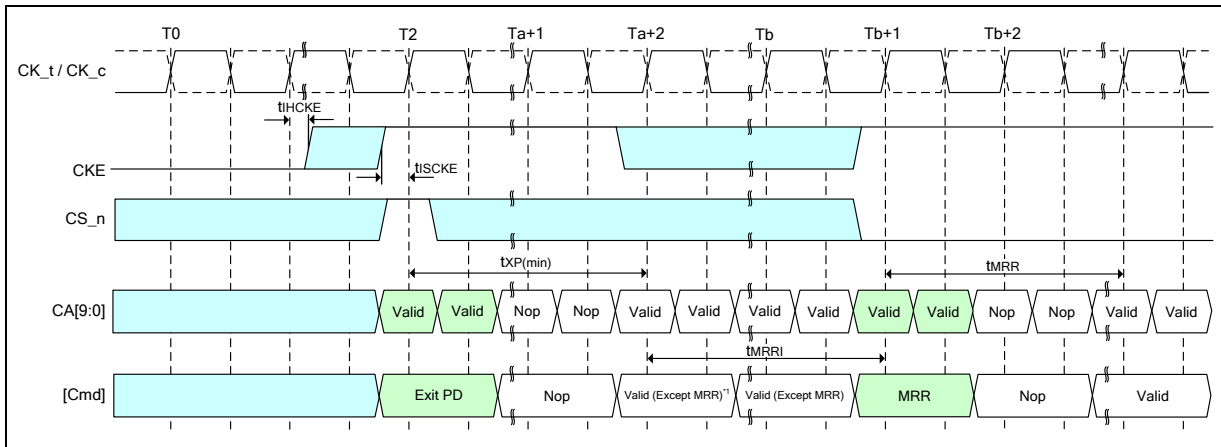 T0 T2 Ta+1 Ta+2 Tb Tb+1 Tb+2
CK_t / CK_c
tIHCKE
CKE
tISCKE
CS_n
tXP(min) tMRR
CA[9:0] Valid Valid Nop Nop Valid Valid Valid Valid Valid Valid Nop Nop Valid Valid
tMRRI
[Cmd] Exit PD Nop Valid (Except MRR)*1 Valid (Except MRR) MRR Nop Valid